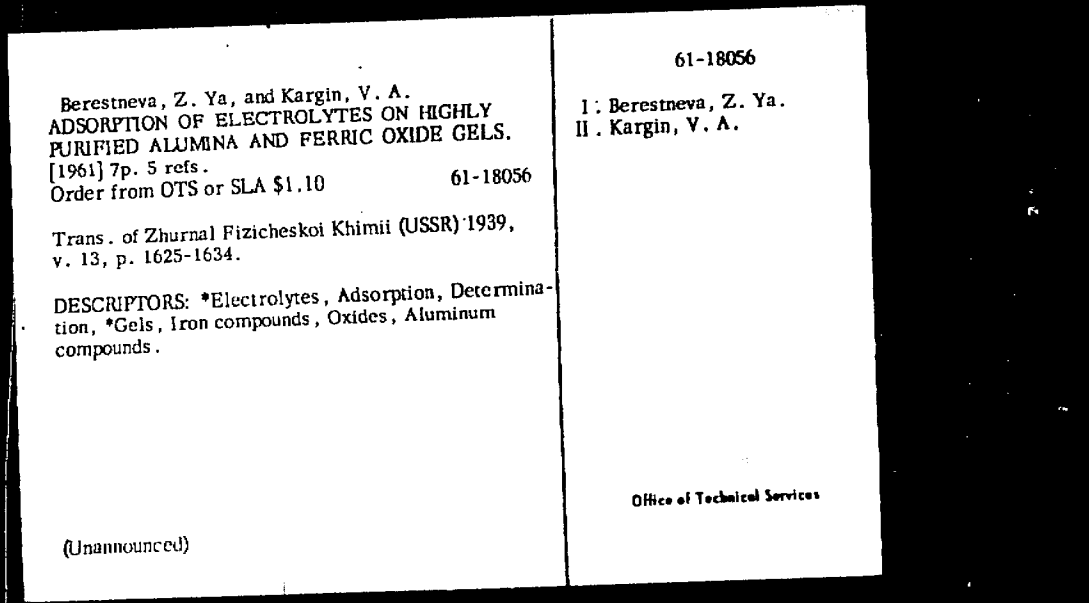 Berestneva, Z. Ya, and Kargin, V. A.
ADSORPTION OF ELECTROLYTES ON HIGHLY
PURIFIED ALUMINA AND FERRIC OXIDE GELS.
[1961] 7p. 5 refs.
Order from OTS or SLA $1.10 61-18056
Trans. of Zhurnal Fizicheskoi Khimii (USSR) 1939,
v. 13, p. 1625-1634.
DESCRIPTORS: *Electrolytes, Adsorption, Determina-
tion, *Gels, Iron compounds, Oxides, Aluminum
compounds.
(Unannounced)
61-18056
I. Berestneva, Z. Ya.
II. Kargin, V. A.
Office of Technical Services